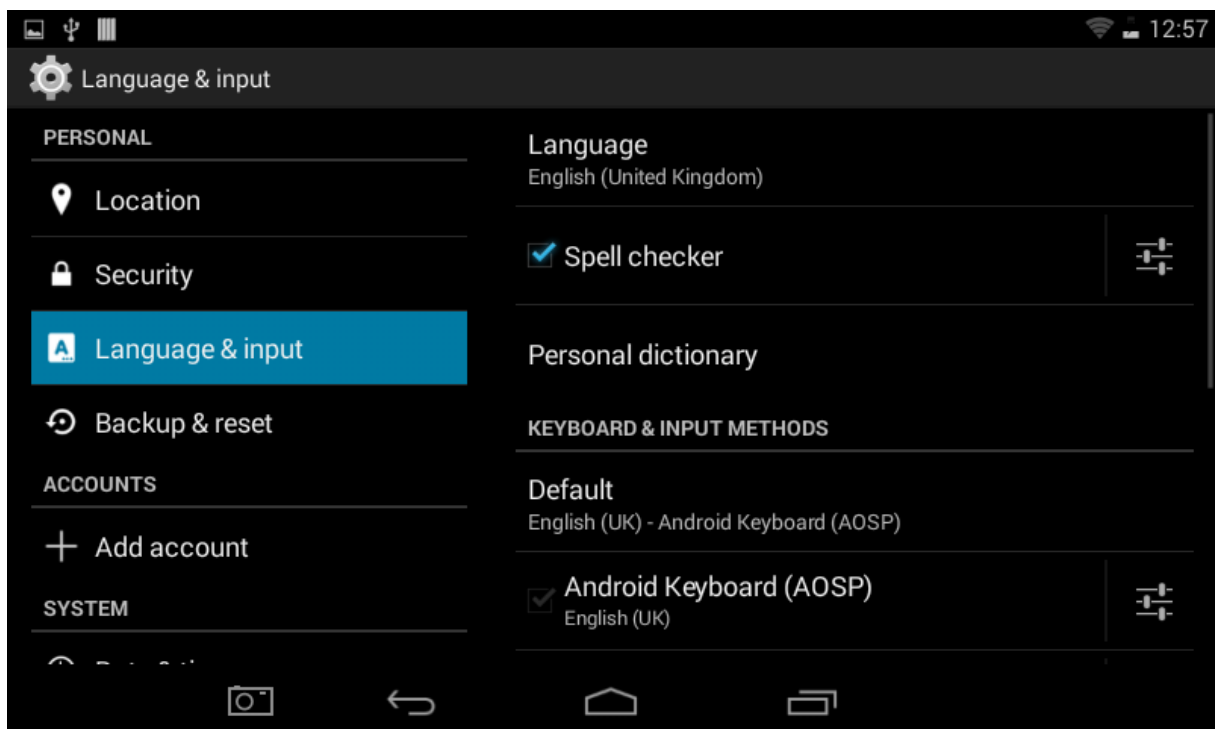 12:57
Language & input
PERSONAL
Location
Security
Language & input
Backup & reset
ACCOUNTS
Add account
SYSTEM
Language
English (United Kingdom)
Spell checker
Personal dictionary
KEYBOARD & INPUT METHODS
Default
English (UK) - Android Keyboard (AOSP)
Android Keyboard (AOSP)
English (UK)